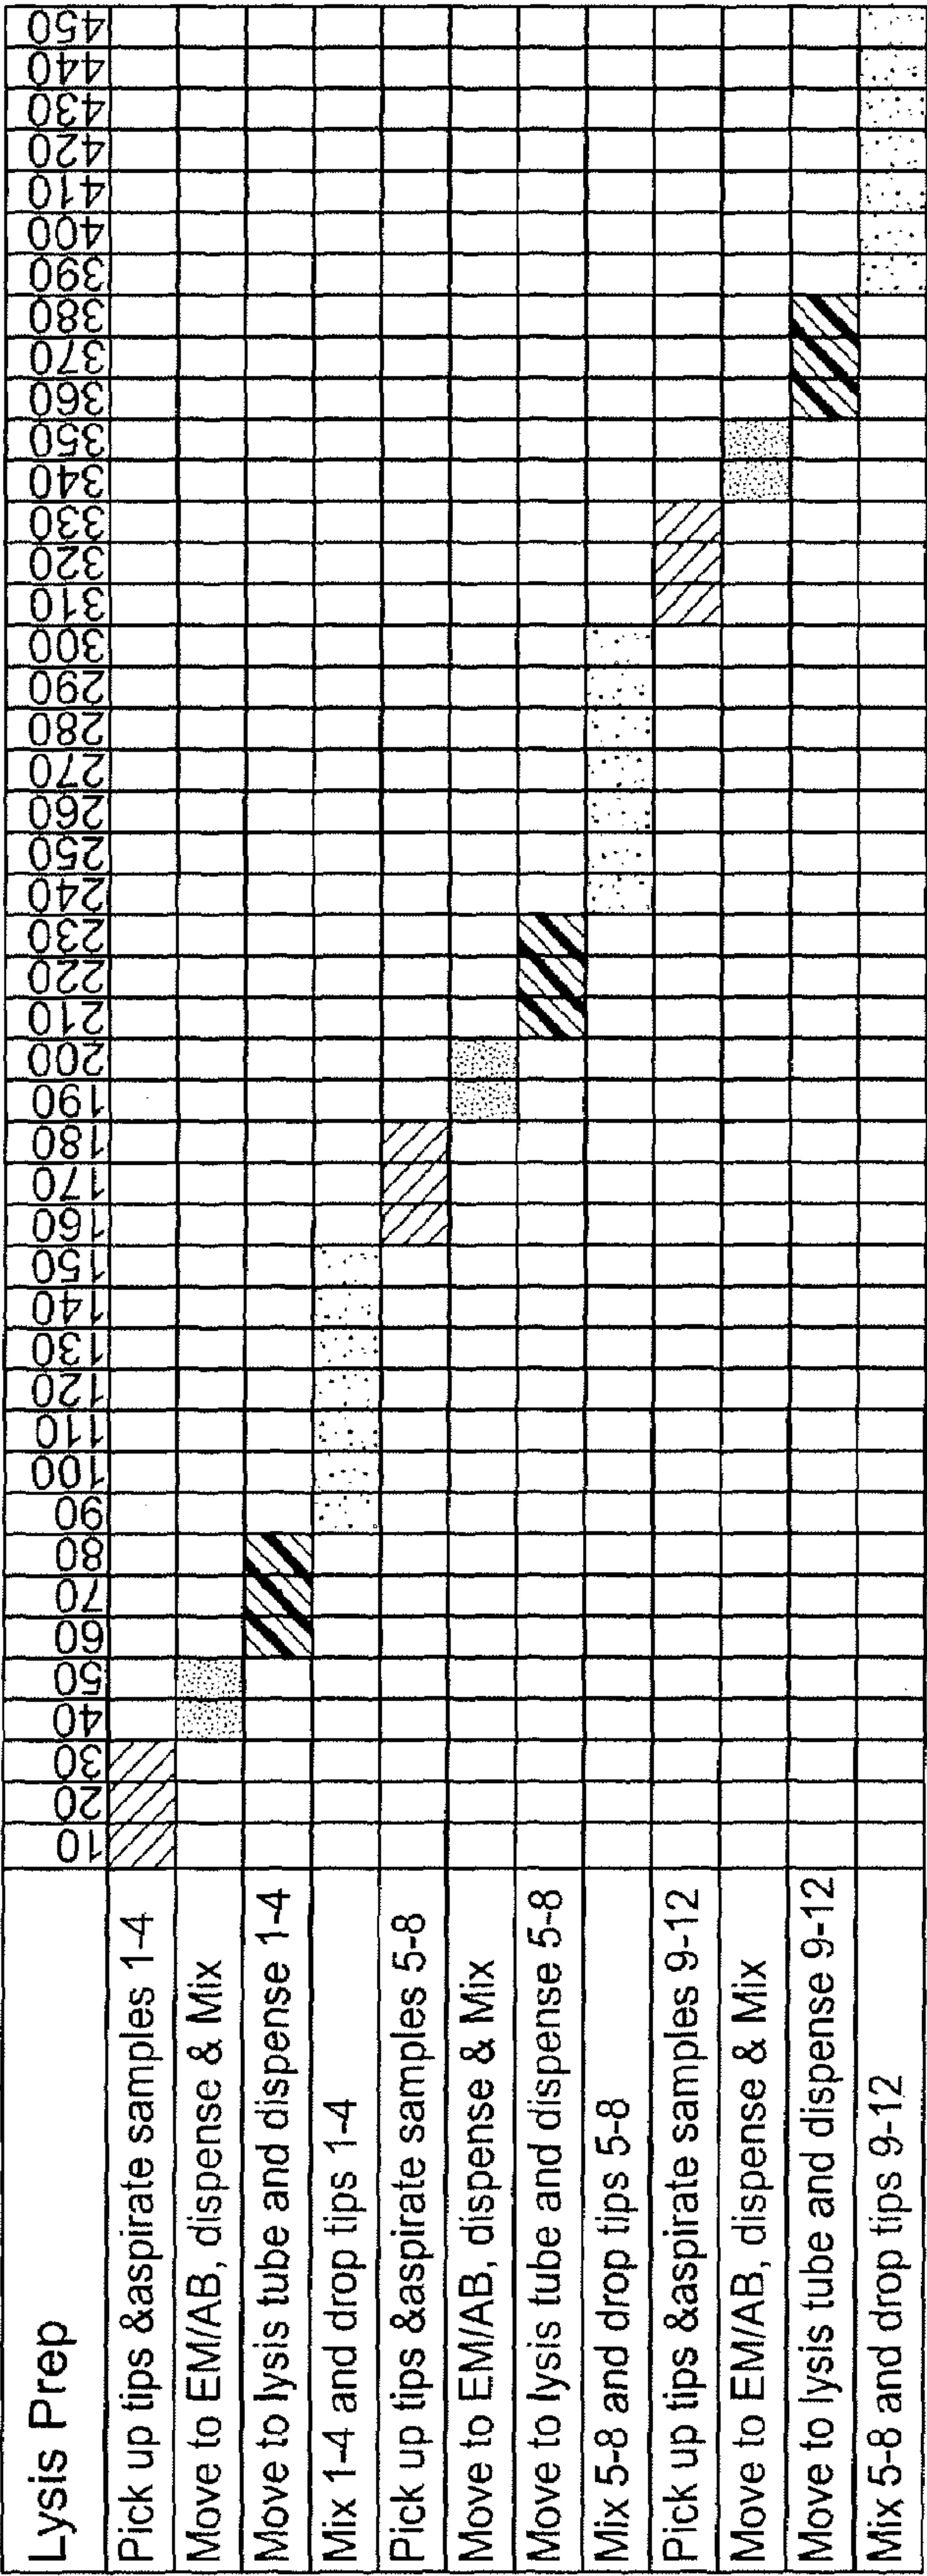 Lysis Prep 10 20 30 40 50 60 70 80 90 100 110 120 130 140 150 160 170 180 190 200 210 220 230 240 250 260 270 280 290 300 310 320 330 340 350 360 370 380 390 400 410 420 430 440 450
Pick up tips &aspirate samples 1-4
Move to EM/AB, dispense & Mix
Move to lysis tube and dispense 1-4
Mix 1-4 and drop tips 1-4
Pick up tips &aspirate samples 5-8
Move to EM/AB, dispense & Mix
Move to lysis tube and dispense 5-8
Mix 5-8 and drop tips 5-8
Pick up tips &aspirate samples 9-12
Move to EM/AB, dispense & Mix
Move to lysis tube and dispense 9-12
Mix 5-8 and drop tips 9-12